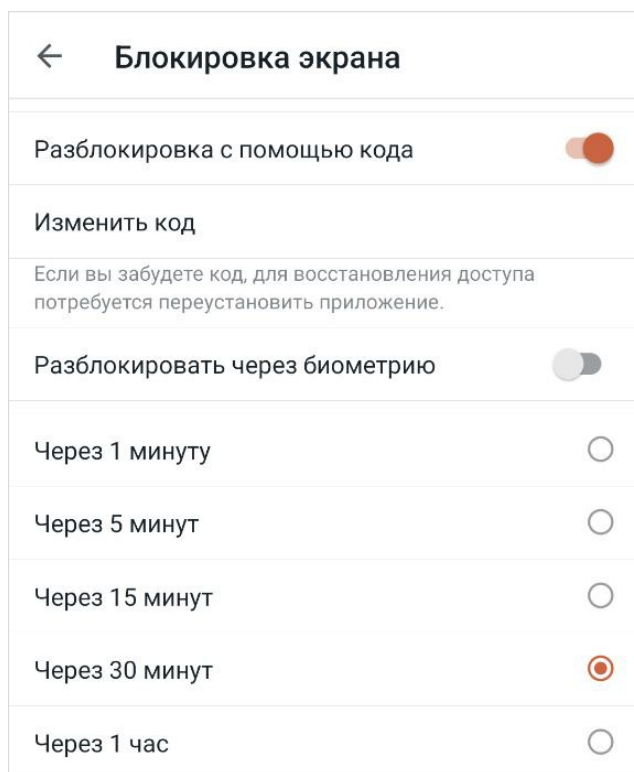 Блокировка экрана
Разблокировка с помощью кода
Изменить код
Если вы забудете код, для восстановления доступа
потребуется переустановить приложение.
Разблокировать через биометрию
Через 1 минуту
Через 5 минут
Через 15 минут
Через 30 минут
Через 1 час